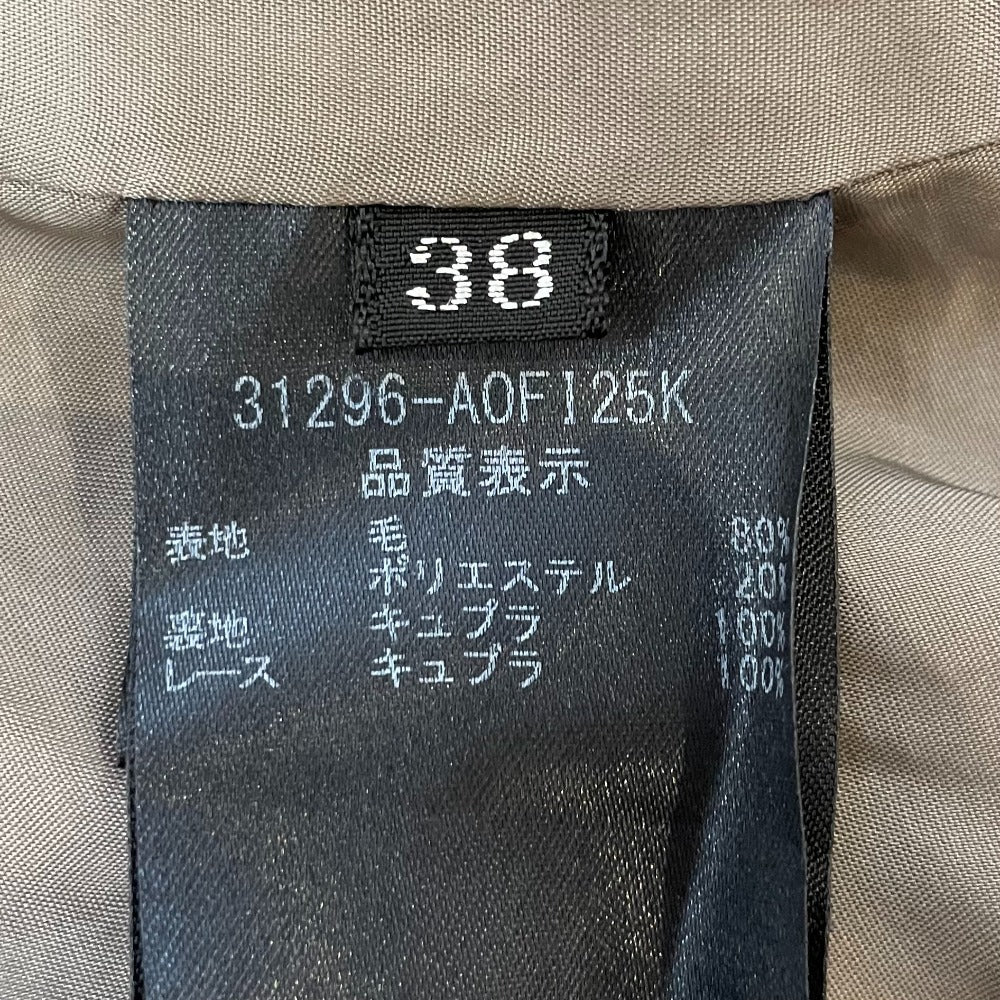 38
31296-AOFI25K
品質表示
表地 毛 80%
ポリエステル 20%
裏地 キュプラ 100%
レース キュプラ 100%